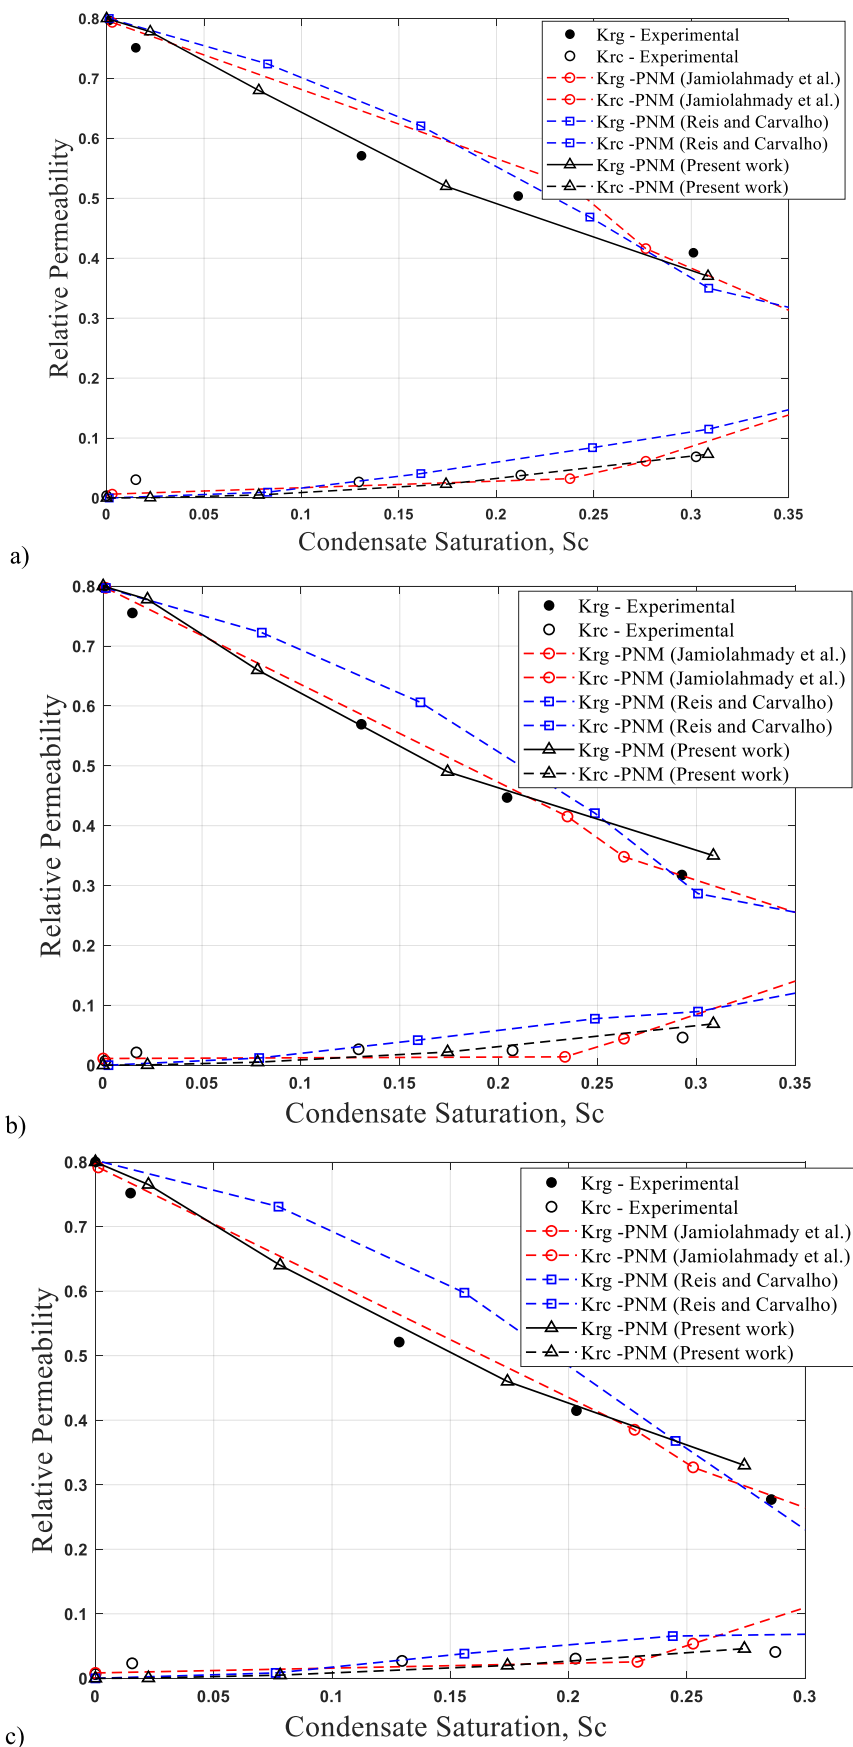 0.8
0.7
0.6
0.5
0.4
0.3
0.2
0.1
0
Relative Permeability
Krg - Experimental
Krc - Experimental
Krg -PNM (Jamiolahmady et al.)
Krc -PNM (Jamiolahmady et al.)
Krg -PNM (Reis and Carvalho)
Krc -PNM (Reis and Carvalho)
Krg -PNM (Present work)
Krc -PNM (Present work)
0 0.05 0.1 0.15 0.2 0.25 0.3 0.35
Condensate Saturation, Sc
a)
0.8
0.7
0.6
0.5
0.4
0.3
0.2
0.1
0
Relative Permeability
Krg - Experimental
Krc - Experimental
Krg -PNM (Jamiolahmady et al.)
Krc -PNM (Jamiolahmady et al.)
Krg -PNM (Reis and Carvalho)
Krc -PNM (Reis and Carvalho)
Krg -PNM (Present work)
Krc -PNM (Present work)
0 0.05 0.1 0.15 0.2 0.25 0.3 0.35
Condensate Saturation, Sc
b)
0.8
0.7
0.6
0.5
0.4
0.3
0.2
0.1
0
Relative Permeability
Krg - Experimental
Krc - Experimental
Krg -PNM (Jamiolahmady et al.)
Krc -PNM (Jamiolahmady et al.)
Krg -PNM (Reis and Carvalho)
Krc -PNM (Reis and Carvalho)
Krg -PNM (Present work)
Krc -PNM (Present work)
0 0.05 0.1 0.15 0.2 0.25 0.3
Condensate Saturation, Sc
c)